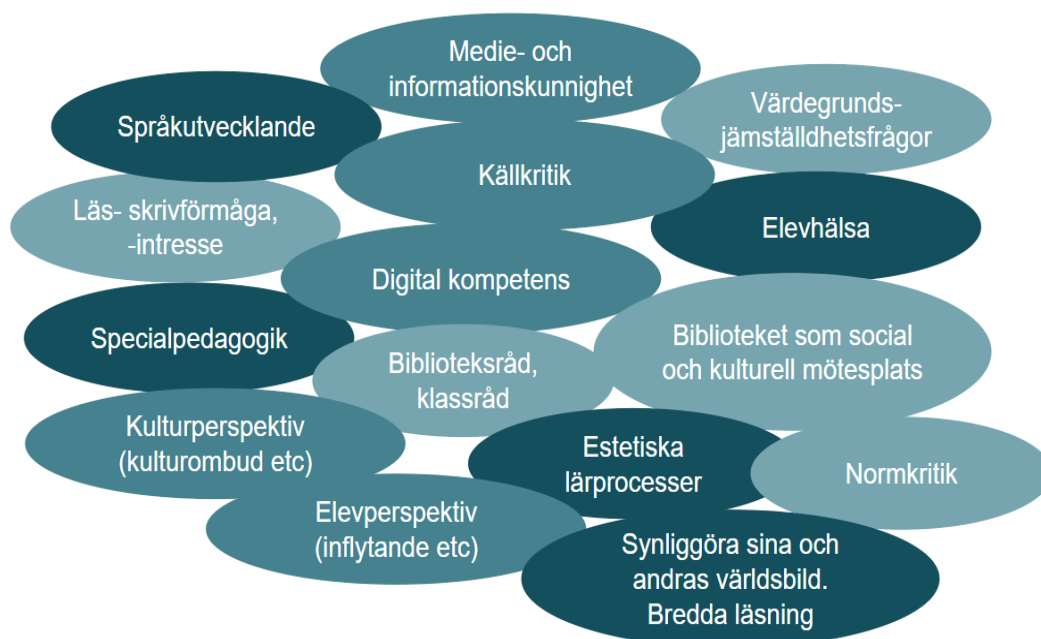 Medie- och
informationskunnighet
Språkutvecklande
Värdegrunds-
jämställdhetsfrågor
Källkritik
Läs- skrivförmåga,
-intresse
Elevhälsa
Digital kompetens
Specialpedagogik
Biblioteket som social
och kulturell mötesplats
Biblioteksråd,
klassråd
Kulturperspektiv
(kulturombud etc)
Estetiska
lärprocesser
Normkritik
Elevperspektiv
(inflytande etc)
Synliggöra sina och
andras världsbild.
Bredda läsning